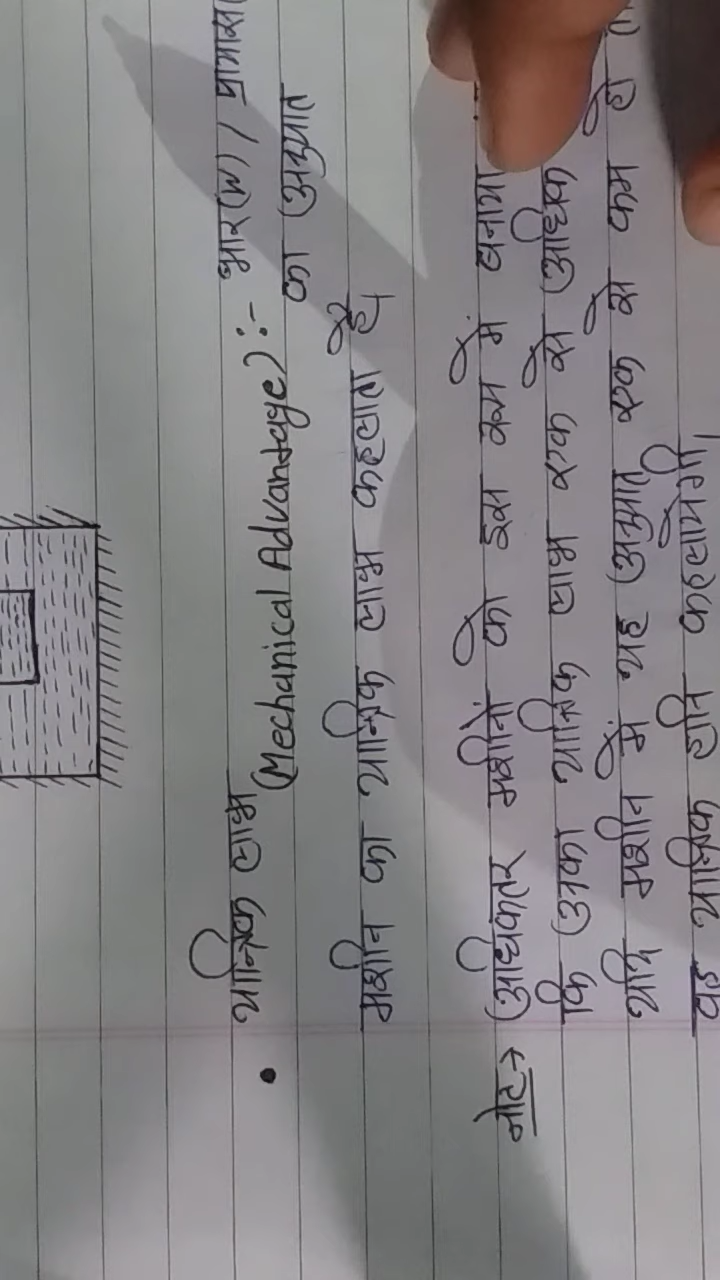 • यान्त्रिक लाभ
(Mechanical Advantage):- भार(W) / प्रयास
का अनुपात
मशीन का यान्त्रिक लाभ कहलाता है।
नोट→ अधिकतर मशीनों को इस क्रम में बनाया
कि उनका यान्त्रिक लाभ एक से अधिक
यदि मशीन में यह अनुपात एक से कम हो
वह यान्त्रिक हानि कहलायेगी।